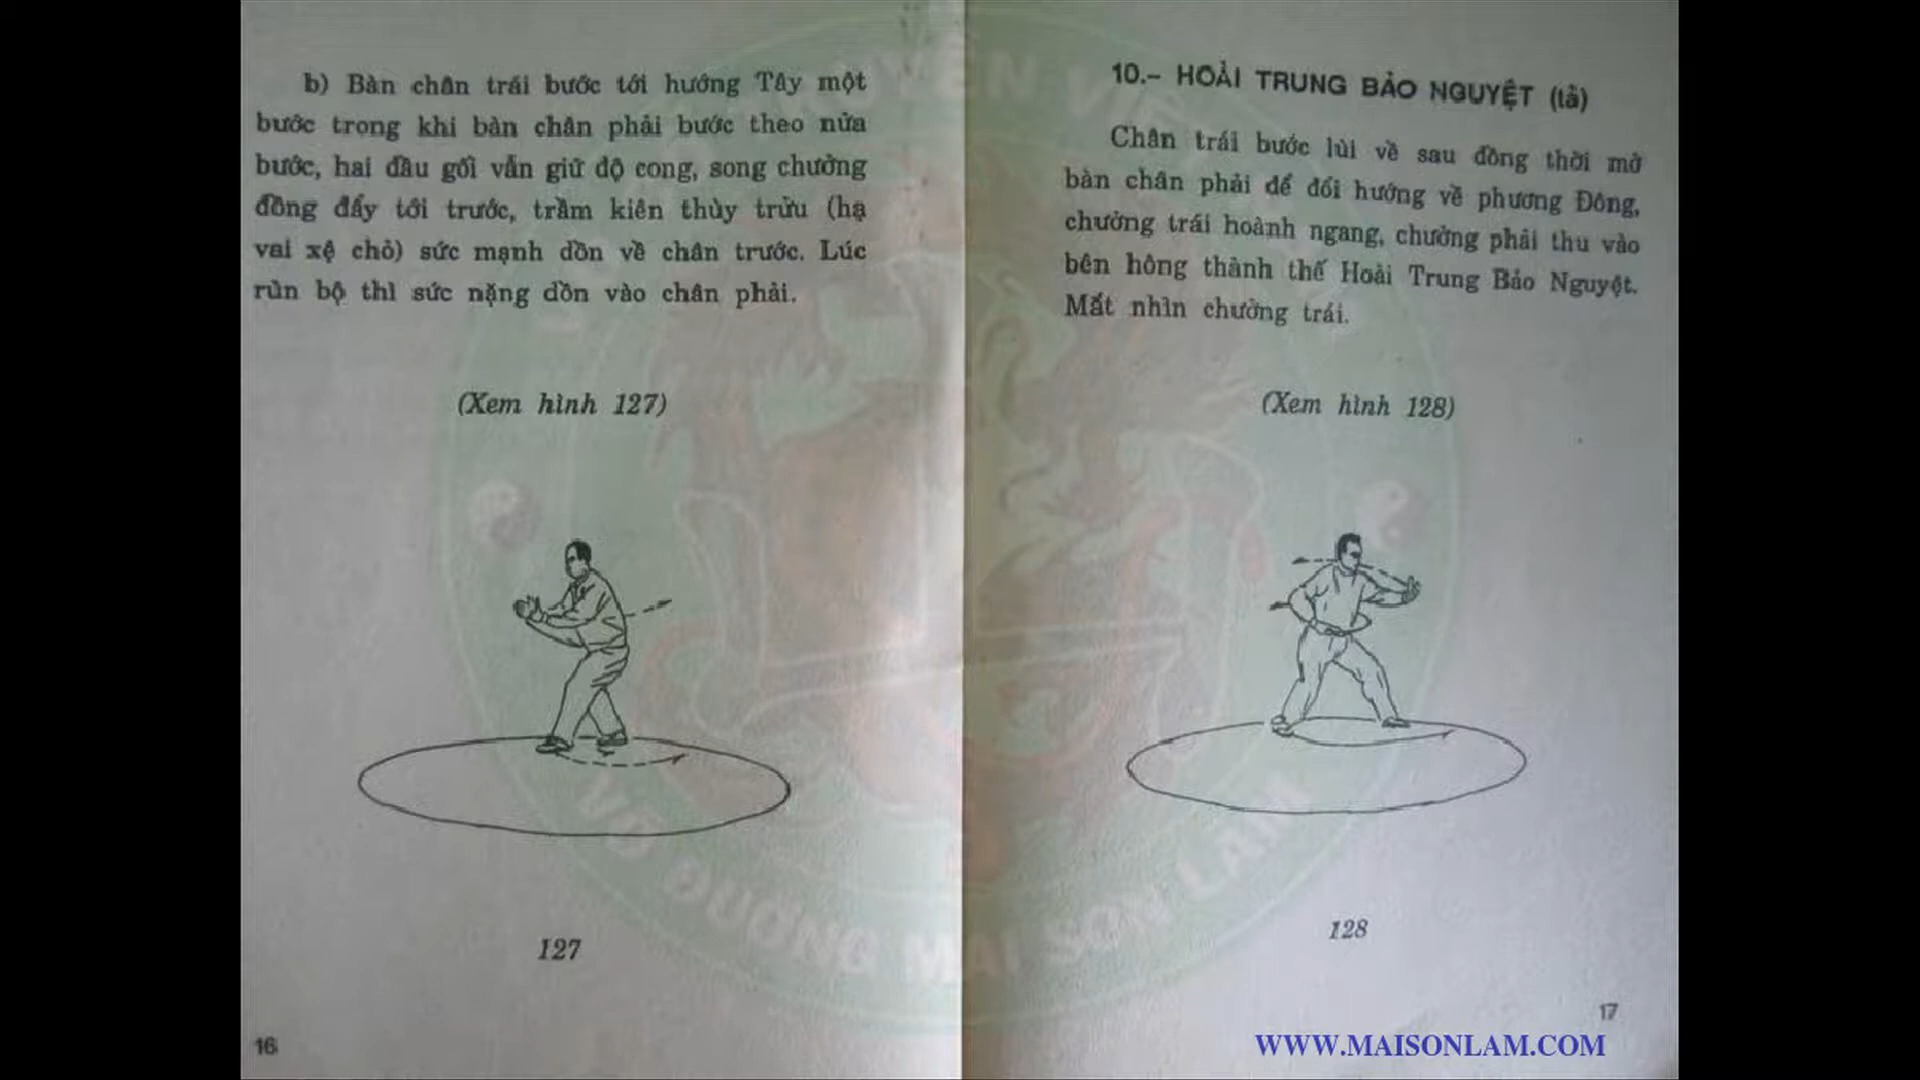 b) Bàn chân trái bước tới hướng Tây một
bước trong khi bàn chân phải bước theo nửa
bước, hai đầu gối vẫn giữ độ cong, song chưởng
đồng đẩy tới trước, trầm kiên thùy trửu (hạ
vai xệ chỏ) sức mạnh dồn về chân trước. Lúc
rùn bộ thì sức nặng dồn vào chân phải.
(Xem hình 127)
127
16
10.– HOÀI TRUNG BẢO NGUYỆT (tả)
Chân trái bước lùi về sau đồng thời mở
bàn chân phải để đổi hướng về phương Đông,
chưởng trái hoành ngang, chưởng phải thu vào
bên hông thành thế Hoài Trung Bảo Nguyệt.
Mắt nhìn chưởng trái.
(Xem hình 128)
128
17
VÕ ĐƯỜNG MAI SƠN LÂM
WWW.MAISONLAM.COM